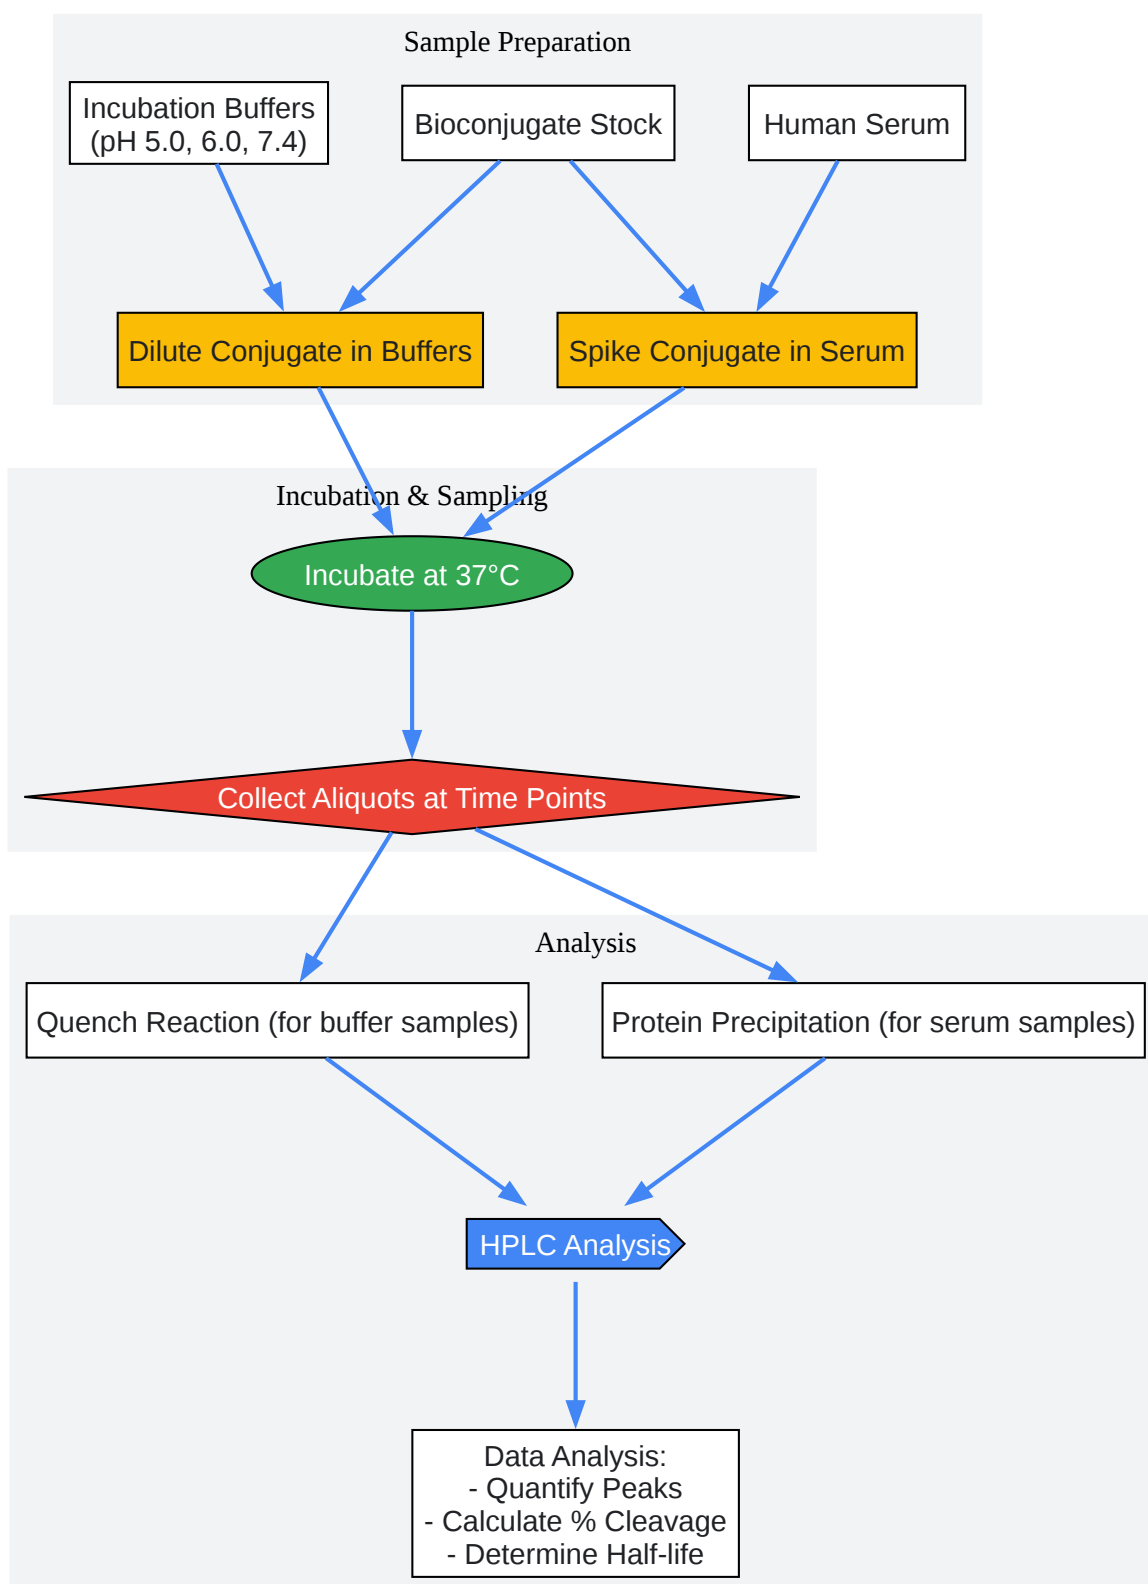 Sample Preparation
Incubation Buffers
(pH 5.0, 6.0, 7.4)
Bioconjugate Stock
Human Serum
Dilute Conjugate in Buffers
Spike Conjugate in Serum
Incubation & Sampling
Incubate at 37°C
Collect Aliquots at Time Points
Analysis
Quench Reaction (for buffer samples)
Protein Precipitation (for serum samples)
HPLC Analysis
Data Analysis:
- Quantify Peaks
- Calculate % Cleavage
- Determine Half-life